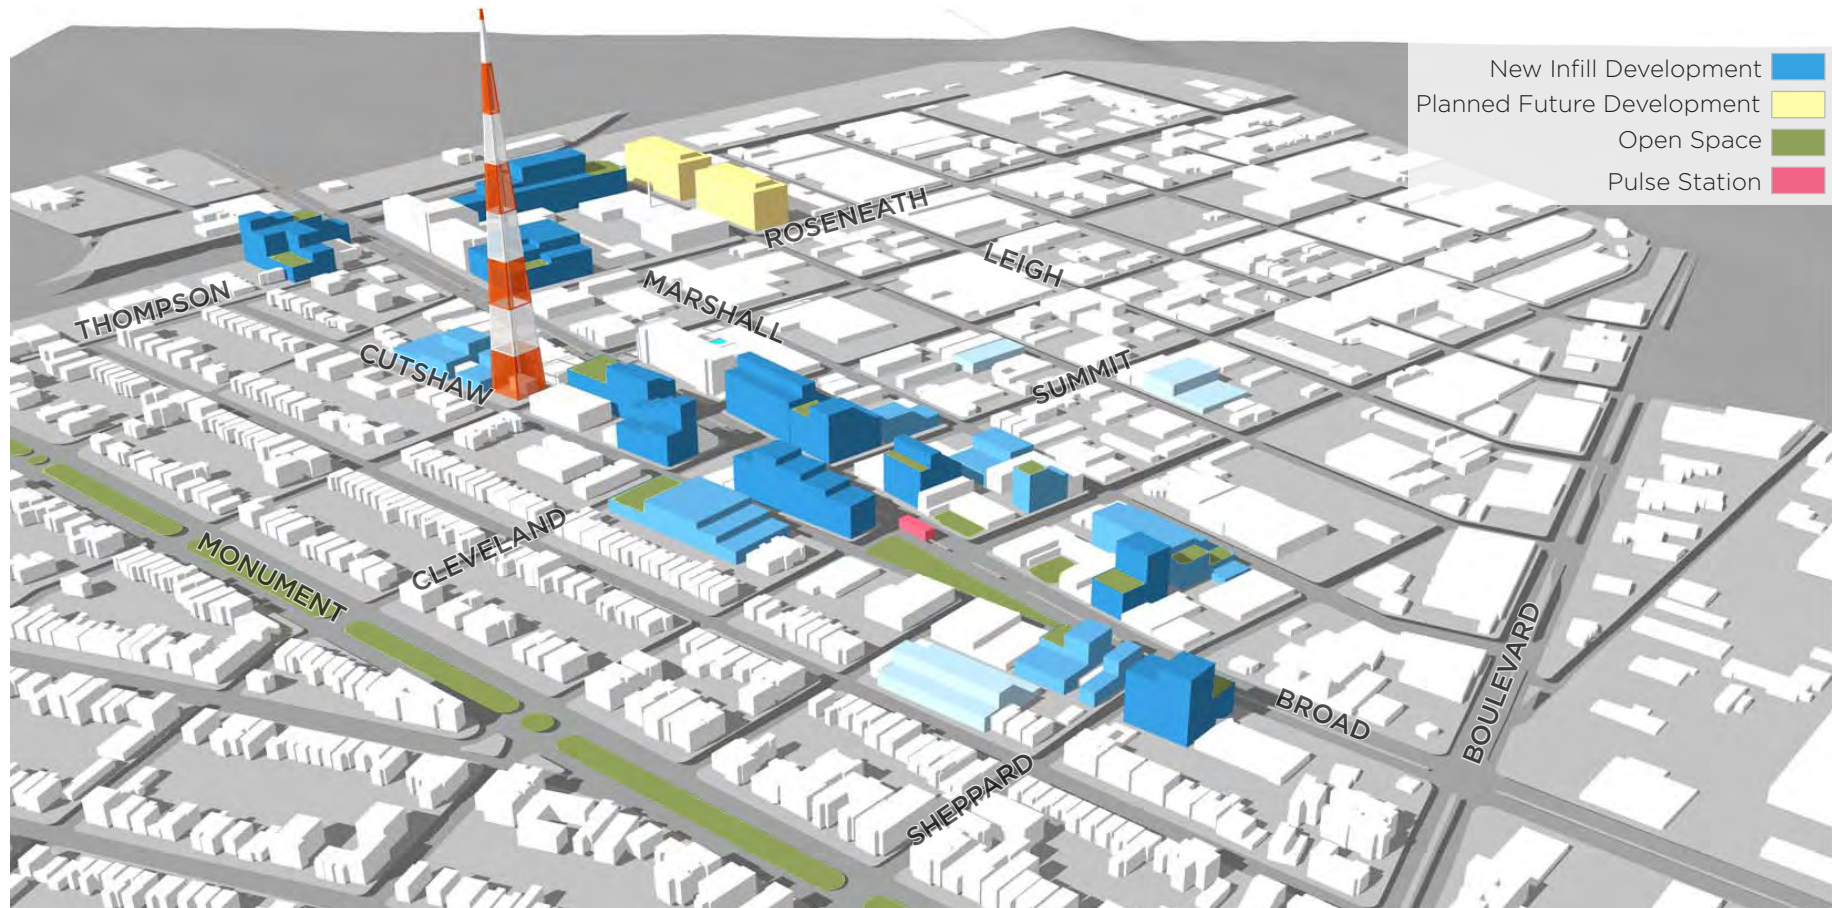 New Infill Development
Planned Future Development
Open Space
Pulse Station
ROSENEATH
LEIGH
THOMPSON
MARSHALL
CUTSHAW
SUMMIT
CLEVELAND
MONUMENT
BOULEVARD
BROAD
SHEPPARD